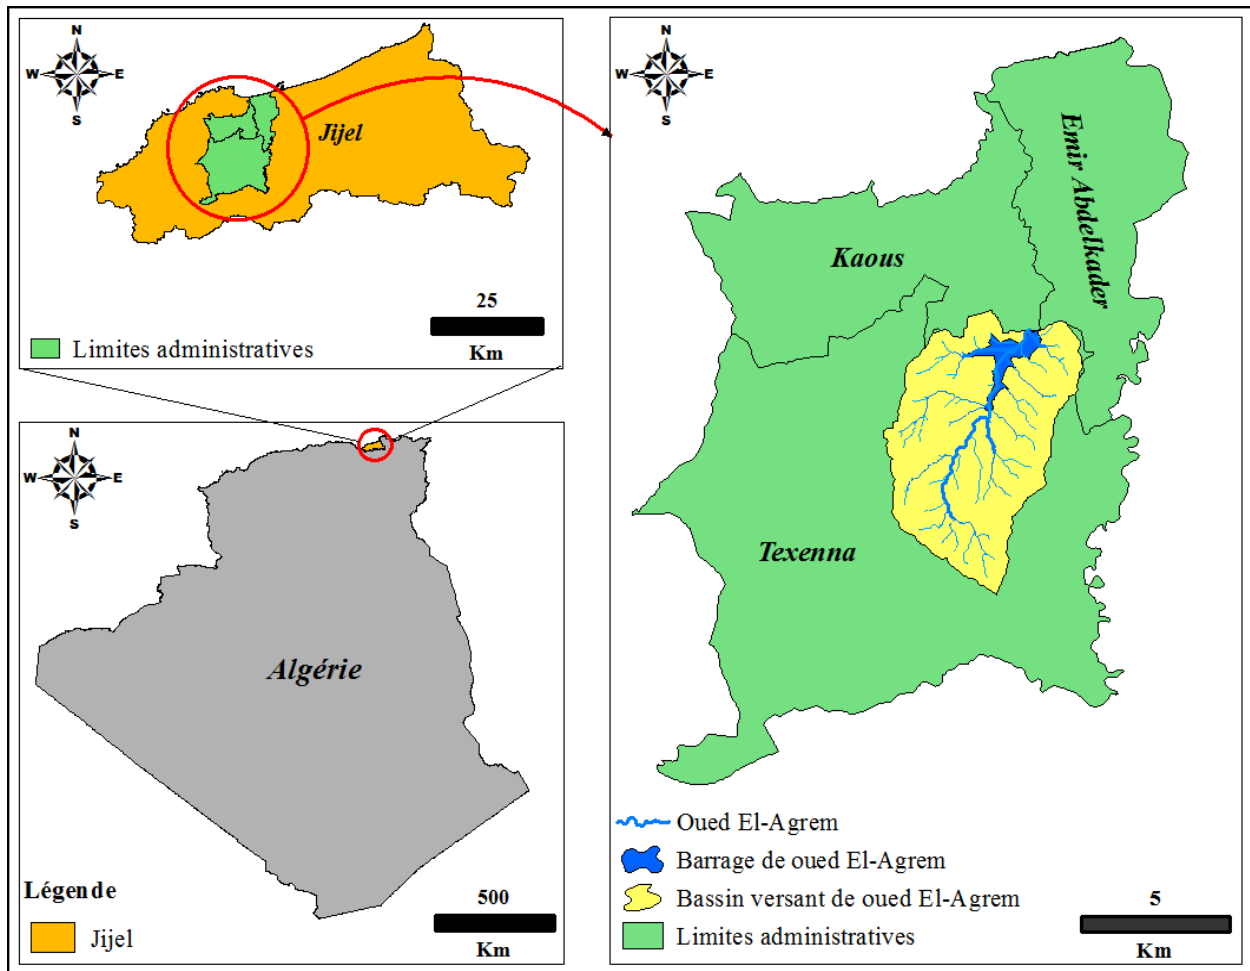 N
W
E
S
Jijel
25
Km
Limites administratives
N
W
E
S
Algérie
Légende
Jijel
500
Km
N
W
E
S
Emir Abdelkader
Kaous
Texenna
Oued El-Agrem
Barrage de oued El-Agrem
Bassin versant de oued El-Agrem
Limites administratives
5
Km